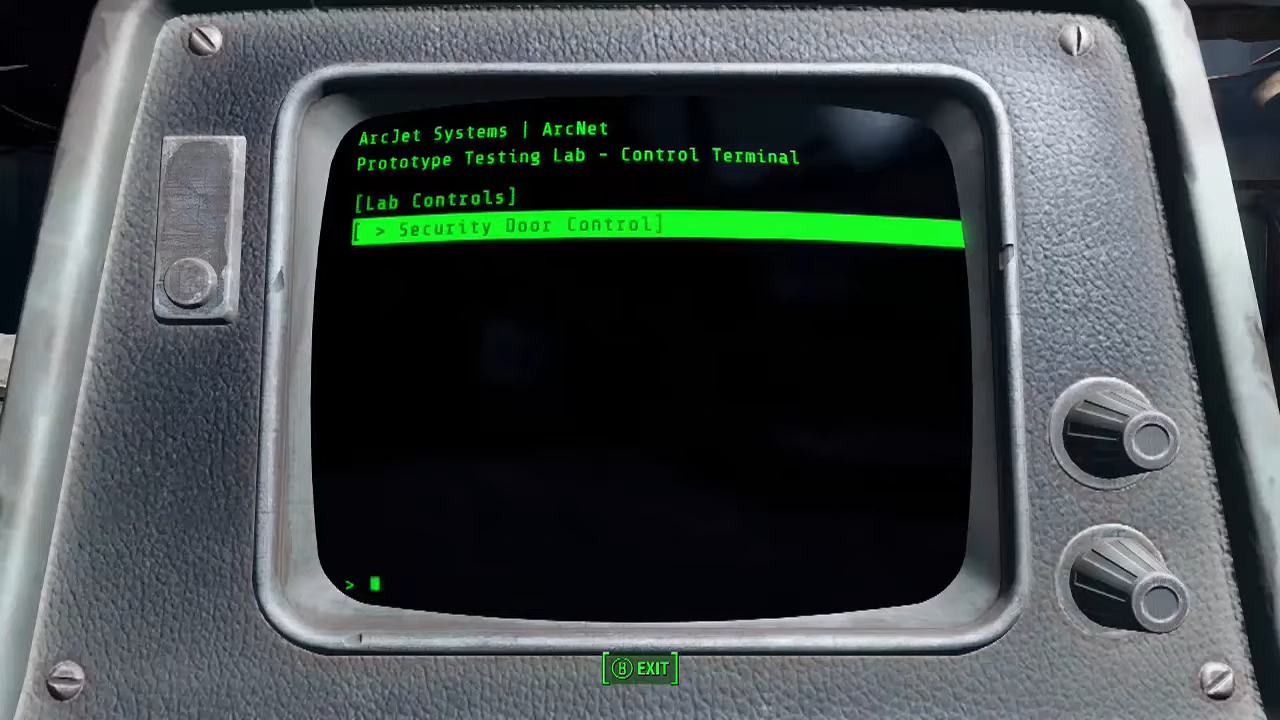 ArcJet Systems | ArcNet
Prototype Testing Lab - Control Terminal
[Lab Controls]
[ > Security Door Control]
>
[Ⓑ EXIT]